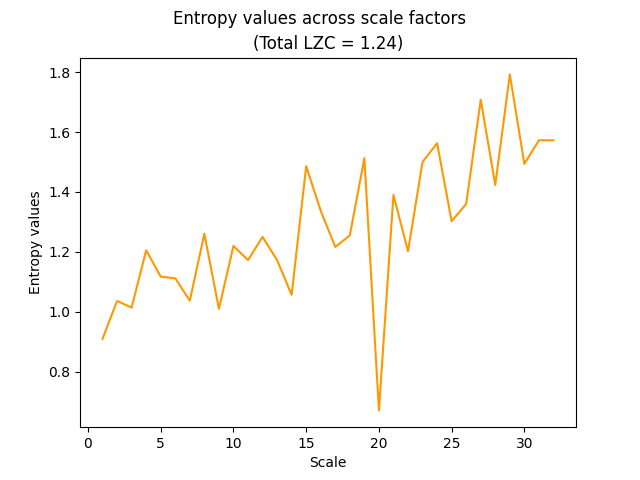 Entropy values across scale factors
(Total LZC = 1.24)
1.8
1.6
1.4
1.2
1.0
0.8
Entropy values
0 5 10 15 20 25 30
Scale